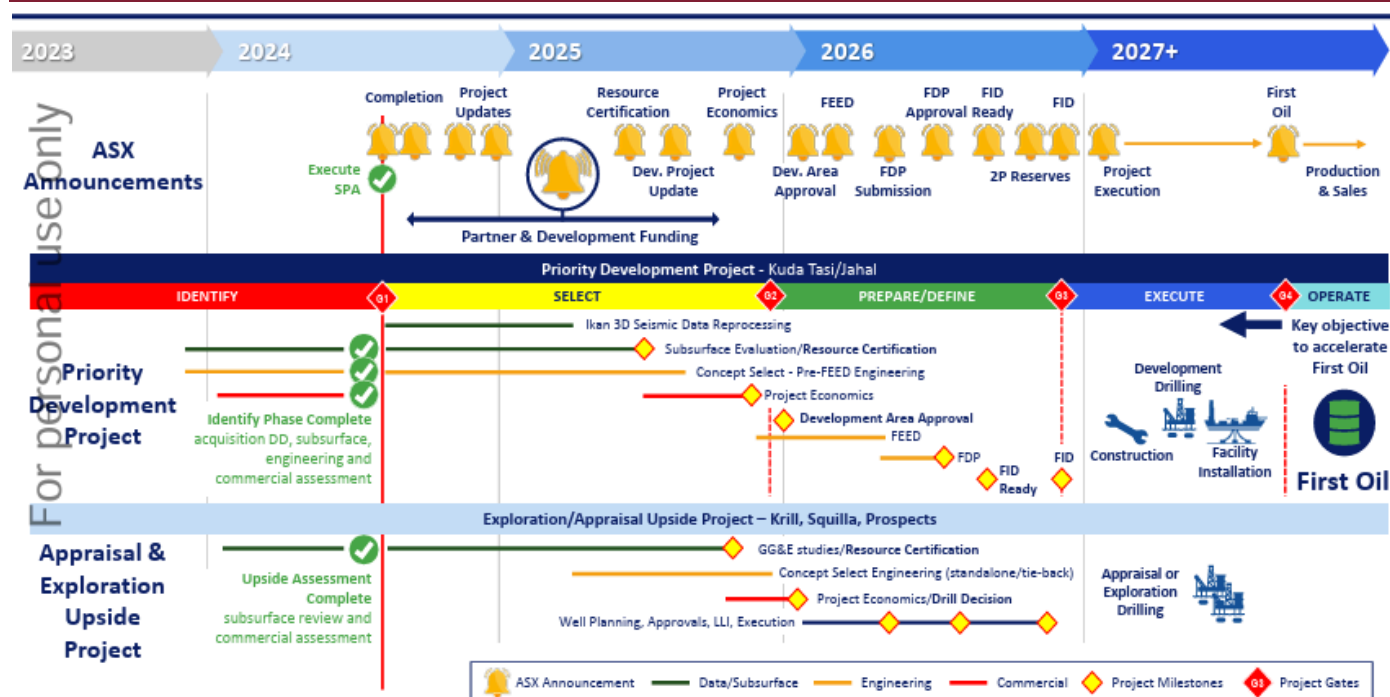 2023
2024
2025
2026
2027+
For personal use only
ASX
Announcements
Completion
Project
Updates
Resource
Certification
Project
Economics
FEED
FDP
Approval
FID
Ready
FID
First
Oil
Execute
SPA
Dev. Project
Update
Dev. Area
Approval
FDP
Submission
2P Reserves
Project
Execution
Production
& Sales
Partner & Development Funding
Priority Development Project - Kuda Tasi/Jahal
IDENTIFY
G1
SELECT
G2
PREPARE/DEFINE
G3
EXECUTE
G4
OPERATE
Priority
Development
Project
Ikan 3D Seismic Data Reprocessing
Subsurface Evaluation/Resource Certification
Concept Select - Pre-FEED Engineering
Project Economics
Identify Phase Complete
acquisition DD, subsurface,
engineering and
commercial assessment
Development Area Approval
FEED
FDP
FID
Ready
FID
Key objective
to accelerate
First Oil
Development
Drilling
Construction
Facility
Installation
First Oil
Exploration/Appraisal Upside Project – Krill, Squilla, Prospects
Appraisal &
Exploration
Upside
Project
Upside Assessment
Complete
subsurface review and
commercial assessment
GG&E studies/Resource Certification
Concept Select Engineering (standalone/tie-back)
Project Economics/Drill Decision
Well Planning, Approvals, LLI, Execution
Appraisal or
Exploration
Drilling
ASX Announcement
Data/Subsurface
Engineering
Commercial
Project Milestones
G3
Project Gates